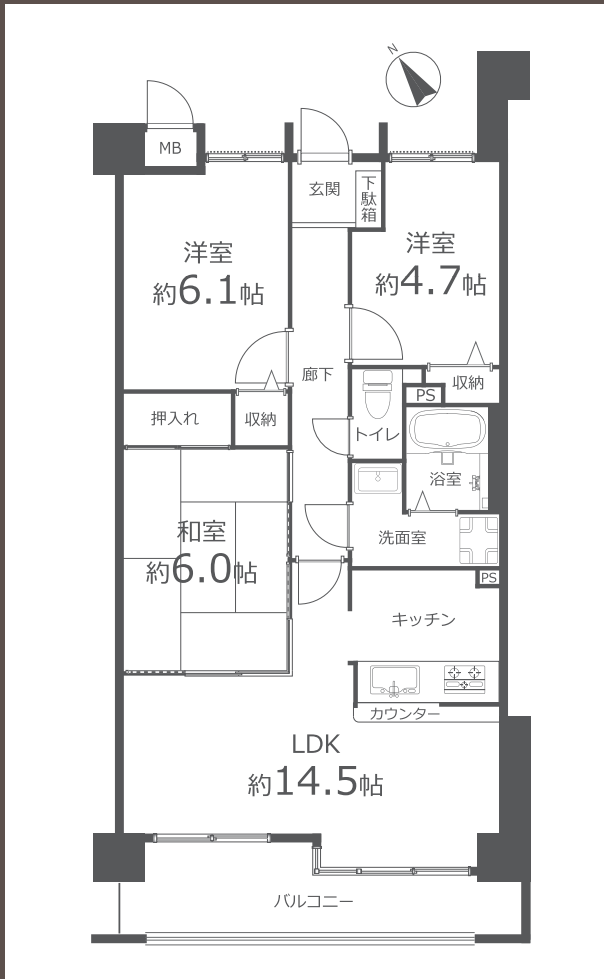 N
MB
玄関
下駄箱
洋室
約6.1帖
洋室
約4.7帖
廊下
収納
PS
押入れ
収納
トイレ
浴室
和室
約6.0帖
洗面室
PS
キッチン
カウンター
LDK
約14.5帖
バルコニー